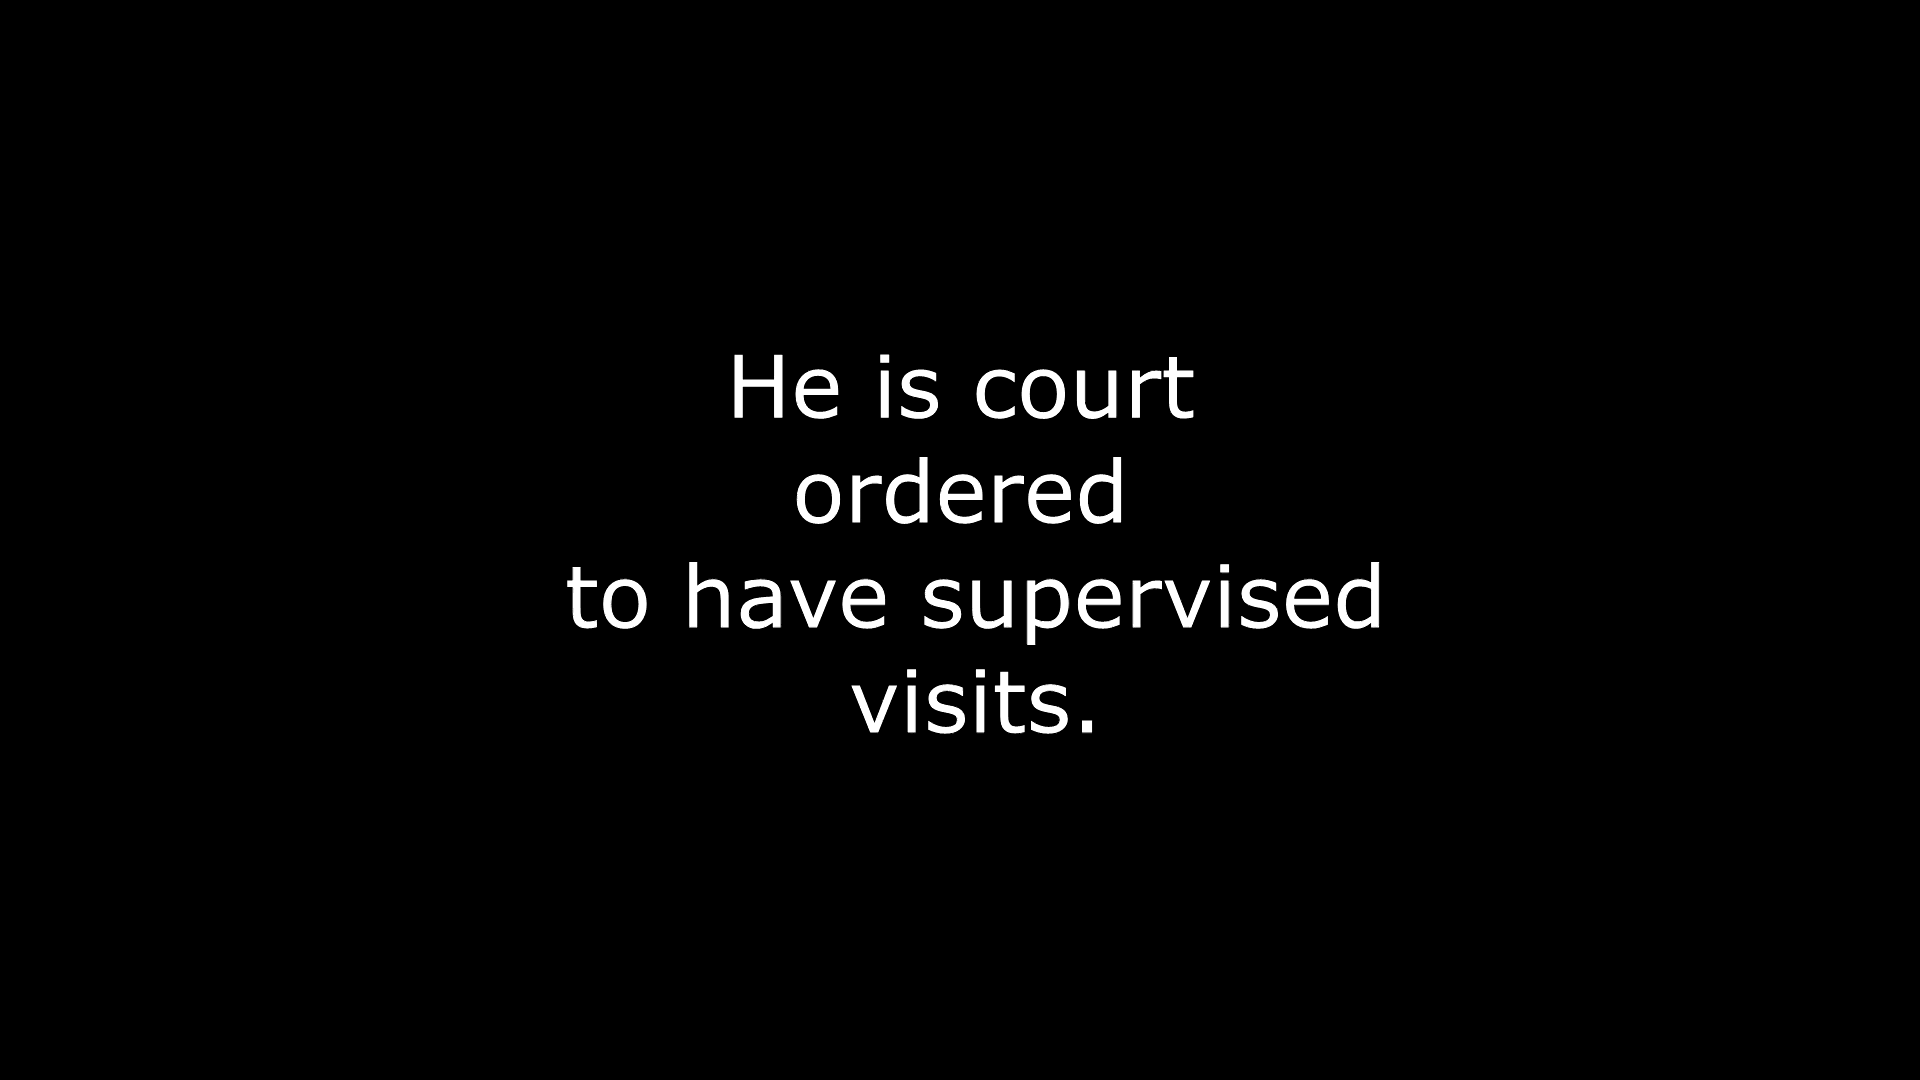 He is court
ordered
to have supervised
visits.